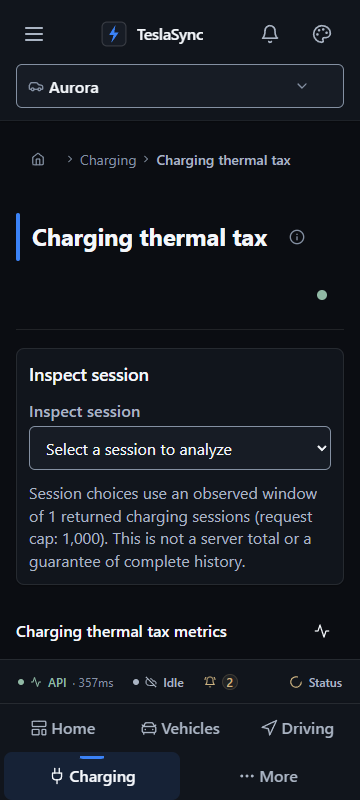 TeslaSync
Aurora
Charging
Charging thermal tax
Charging thermal tax
Inspect session
Inspect session
Select a session to analyze
Session choices use an observed window
of 1 returned charging sessions (request
cap: 1,000). This is not a server total or a
guarantee of complete history.
Charging thermal tax metrics
API · 357ms
Idle
2
Status
Home
Vehicles
Driving
Charging
More